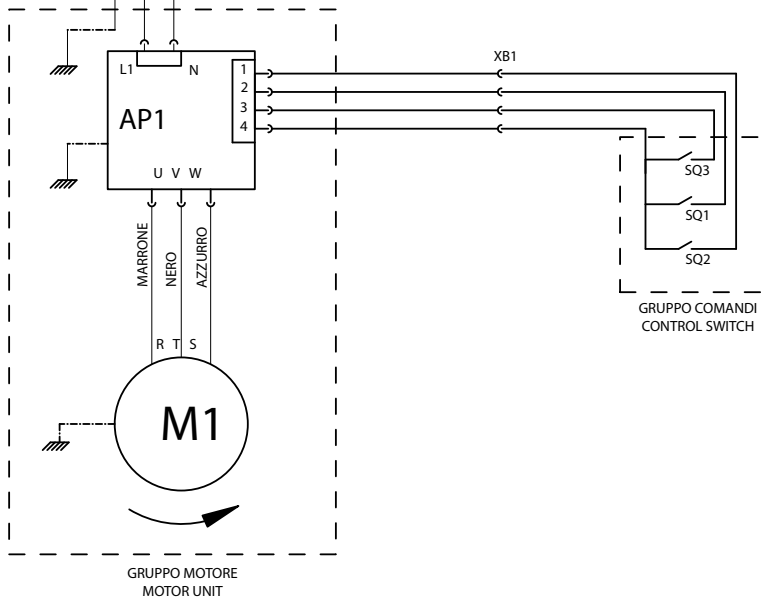 XB1
L1
N
1
2
3
4
AP1
U V W
SQ3
SQ1
SQ2
MARRONE
NERO
AZZURRO
GRUPPO COMANDI
CONTROL SWITCH
R T S
M1
GRUPPO MOTORE
MOTOR UNIT